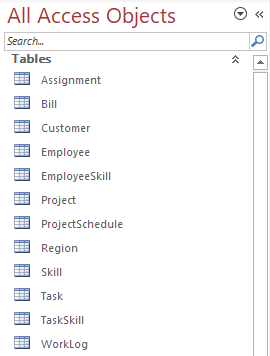 All Access Objects
Search...
Tables
Assignment
Bill
Customer
Employee
EmployeeSkill
Project
ProjectSchedule
Region
Skill
Task
TaskSkill
WorkLog